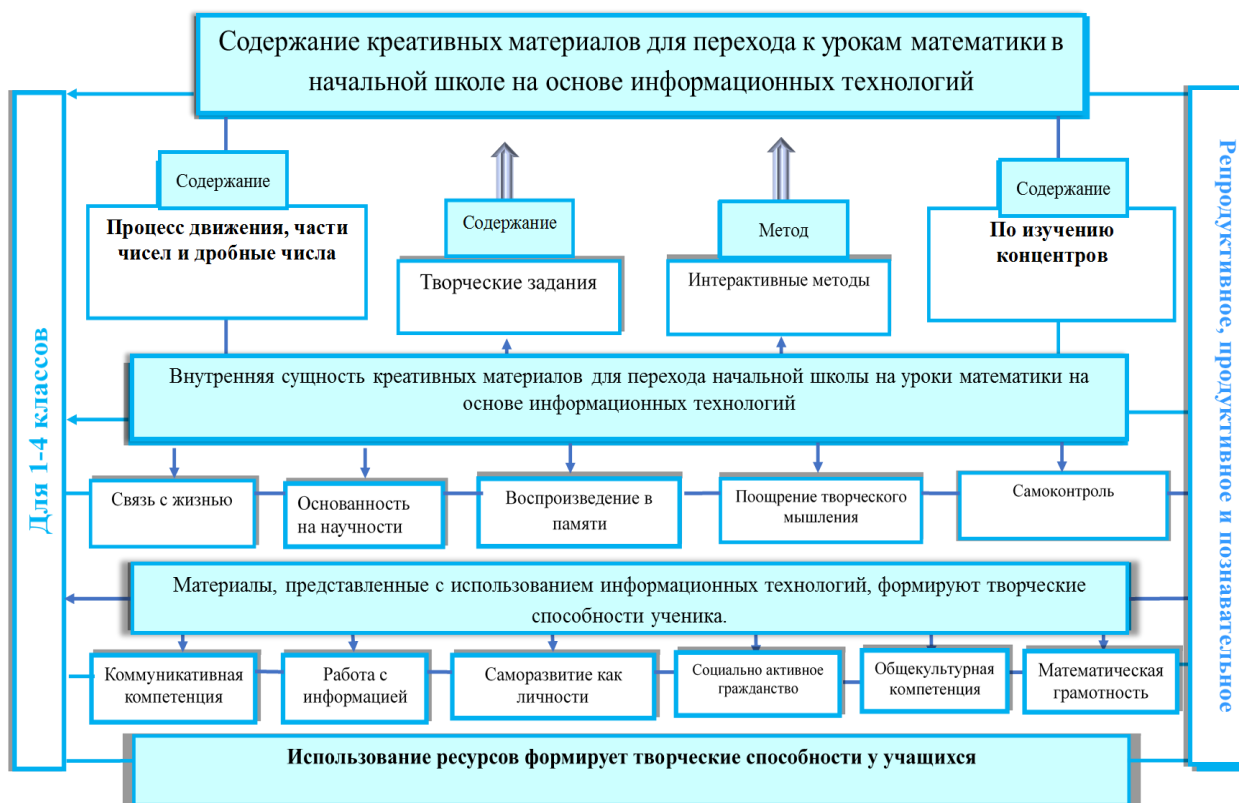 Содержание креативных материалов для перехода к урокам математики в
начальной школе на основе информационных технологий
Для 1-4 классов
Репродуктивное, продуктивное и познавательное
Содержание
Процесс движения, части
чисел и дробные числа
Содержание
Творческие задания
Метод
Интерактивные методы
Содержание
По изучению
концентров
Внутренняя сущность креативных материалов для перехода начальной школы на уроки математики на
основе информационных технологий
Связь с жизнью
Основанность
на научности
Воспроизведение в
памяти
Поощрение творческого
мышления
Самоконтроль
Материалы, представленные с использованием информационных технологий, формируют творческие
способности ученика.
Коммуникативная
компетенция
Работа с
информацией
Саморазвитие как
личности
Социально активное
гражданство
Общекультурная
компетенция
Математическая
грамотность
Использование ресурсов формирует творческие способности у учащихся